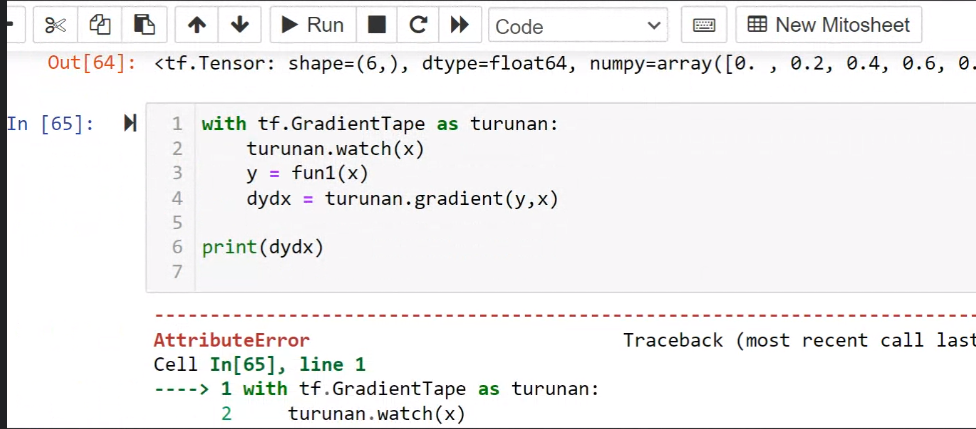 Run
Code
New Mitosheet
Out[64]: <tf.Tensor: shape=(6,), dtype=float64, numpy=array([0. , 0.2, 0.4, 0.6, 0.
In [65]:
1 with tf.GradientTape as turunan:
2     turunan.watch(x)
3     y = fun1(x)
4     dydx = turunan.gradient(y,x)
5
6 print(dydx)
7
---------------------------------------------------------------------------
AttributeError                            Traceback (most recent call last
Cell In[65], line 1
----> 1 with tf.GradientTape as turunan:
      2     turunan.watch(x)